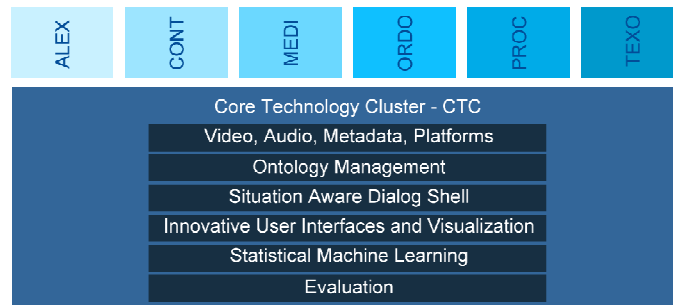 ALEX
CONT
MEDI
ORDO
PROC
TEXO
Core Technology Cluster - CTC
Video, Audio, Metadata, Platforms
Ontology Management
Situation Aware Dialog Shell
Innovative User Interfaces and Visualization
Statistical Machine Learning
Evaluation